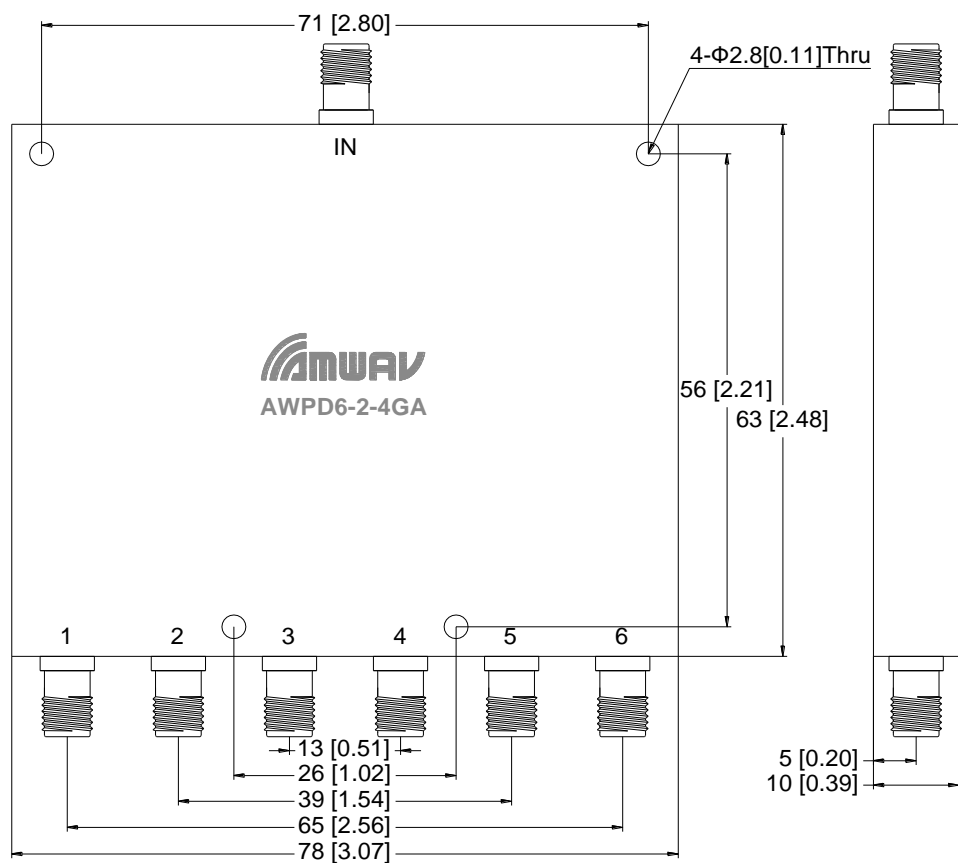 71 [2.80]
4-Φ2.8[0.11]Thru
IN
AMWAV
AWPD6-2-4GA
56 [2.21]
63 [2.48]
1 2 3 4 5 6
13 [0.51]
26 [1.02]
39 [1.54]
65 [2.56]
78 [3.07]
5 [0.20]
10 [0.39]